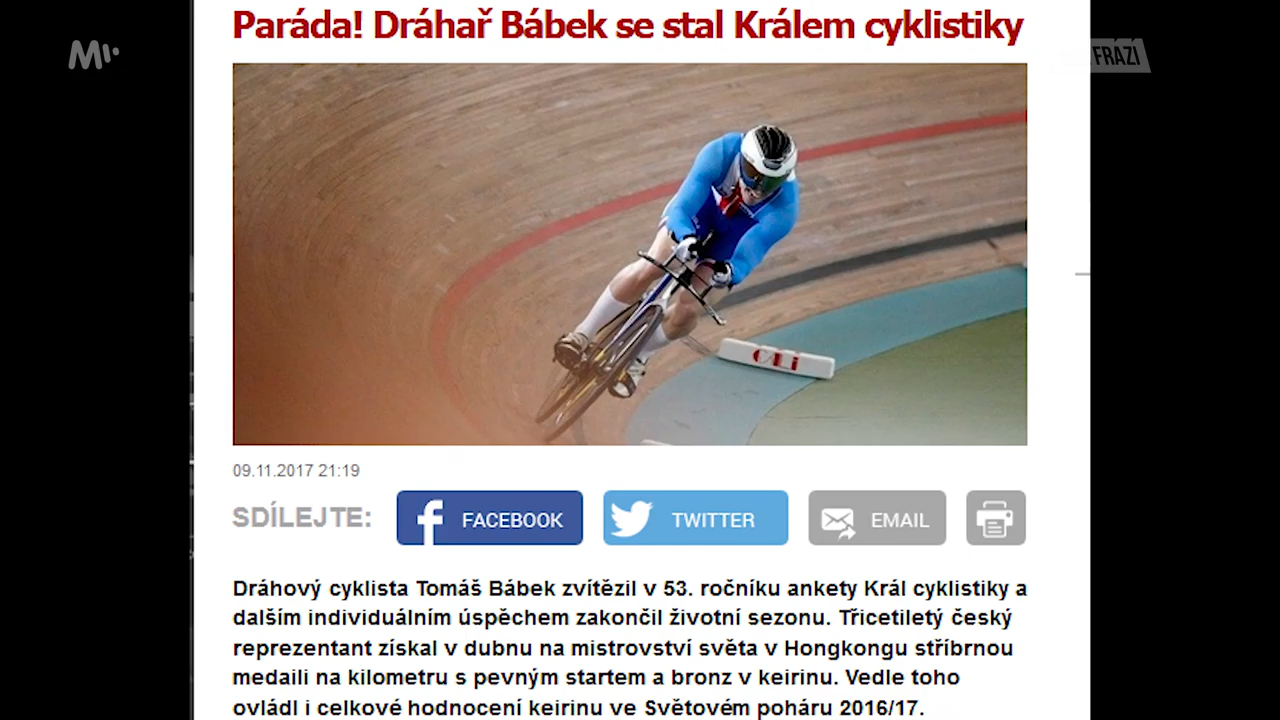 Paráda! Dráhař Bábek se stal Králem cyklistiky
FRÁZÍ
09.11.2017 21:19
SDÍLEJTE:
FACEBOOK
TWITTER
EMAIL
Dráhový cyklista Tomáš Bábek zvítězil v 53. ročníku ankety Král cyklistiky a
dalším individuálním úspěchem zakončil životní sezonu. Třicetiletý český
reprezentant získal v dubnu na mistrovství světa v Hongkongu stříbrnou
medaili na kilometru s pevným startem a bronz v keirinu. Vedle toho
ovládl i celkové hodnocení keirinu ve Světovém poháru 2016/17.